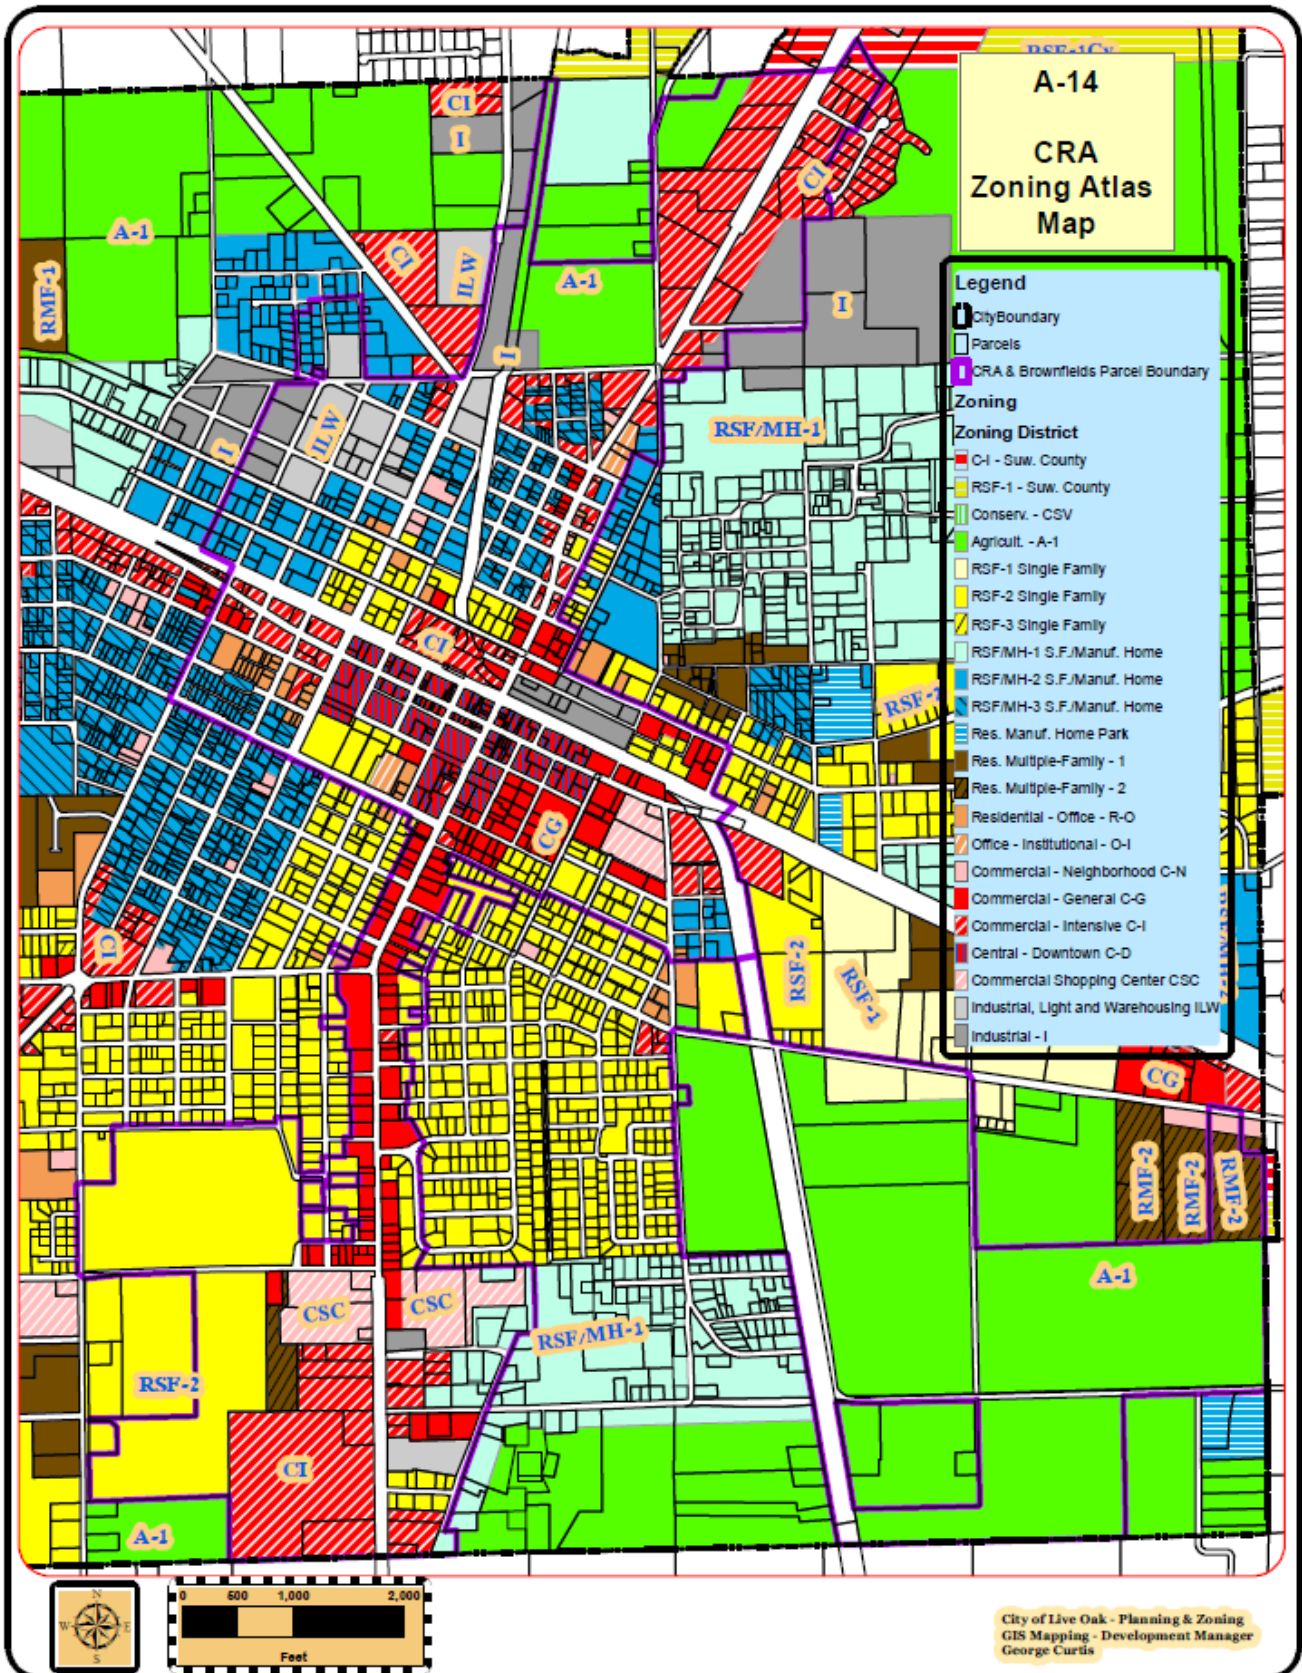 RSF-1Cv
A-14
CRA
Zoning Atlas
Map
CI
I
CI
A-1
CI
ILW
A-1
RMF-1
I
I
Legend
CityBoundary
Parcels
CRA & Brownfields Parcel Boundary
Zoning
Zoning District
C-I - Suw. County
RSF-1 - Suw. County
Conserv. - CSV
Agricult. - A-1
RSF-1 Single Family
RSF-2 Single Family
RSF-3 Single Family
RSF/MH-1 S.F./Manuf. Home
RSF/MH-2 S.F./Manuf. Home
RSF/MH-3 S.F./Manuf. Home
Res. Manuf. Home Park
Res. Multiple-Family - 1
Res. Multiple-Family - 2
Residential - Office - R-O
Office - Institutional - O-I
Commercial - Neighborhood C-N
Commercial - General C-G
Commercial - Intensive C-I
Central - Downtown C-D
Commercial Shopping Center CSC
Industrial, Light and Warehousing ILW
Industrial - I
I
ILW
RSF/MH-1
CI
RSF-2
CG
CI
RSF-2
RSF-1
CG
RMF-2
RMF-2
RMF-2
A-1
CSC
CSC
RSF/MH-1
RSF-2
CI
A-1
N
W
E
S
0 500 1,000 2,000
Feet
City of Live Oak - Planning & Zoning
GIS Mapping - Development Manager
George Curtis